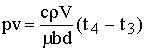 pv = cρV / μbd (t₄ − t₃)